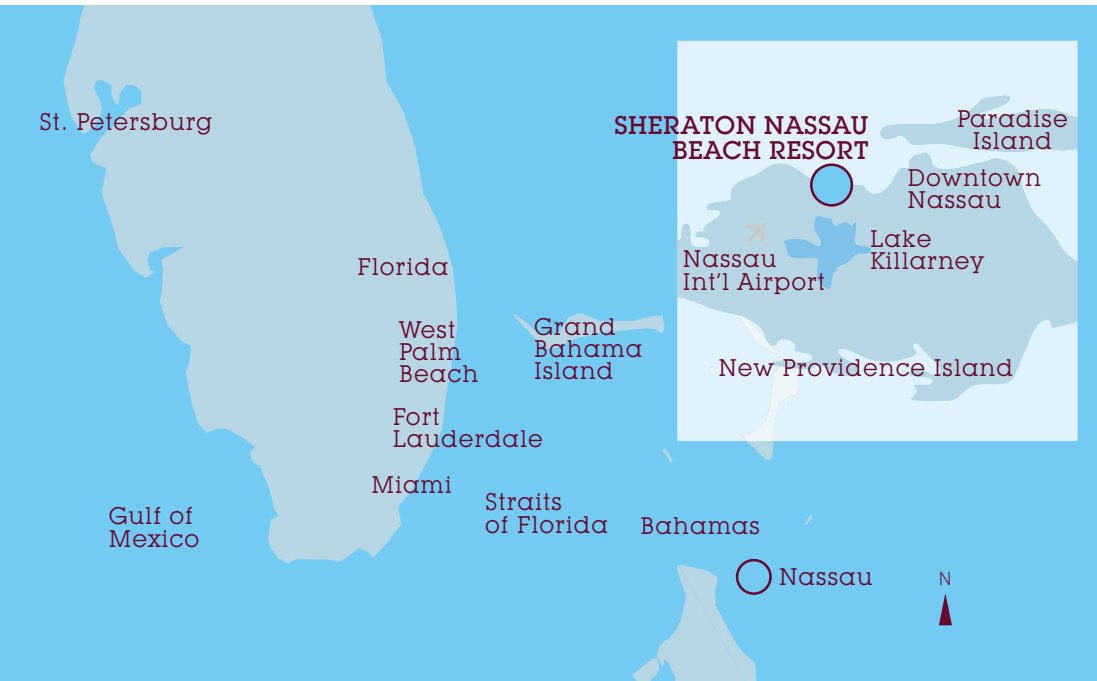 St. Petersburg
SHERATON NASSAU
BEACH RESORT
Paradise
Island
Downtown
Nassau
Lake
Killarney
Nassau
Int'l Airport
New Providence Island
Florida
West
Palm
Beach
Grand
Bahama
Island
Fort
Lauderdale
Miami
Straits
of Florida
Gulf of
Mexico
Bahamas
Nassau
N